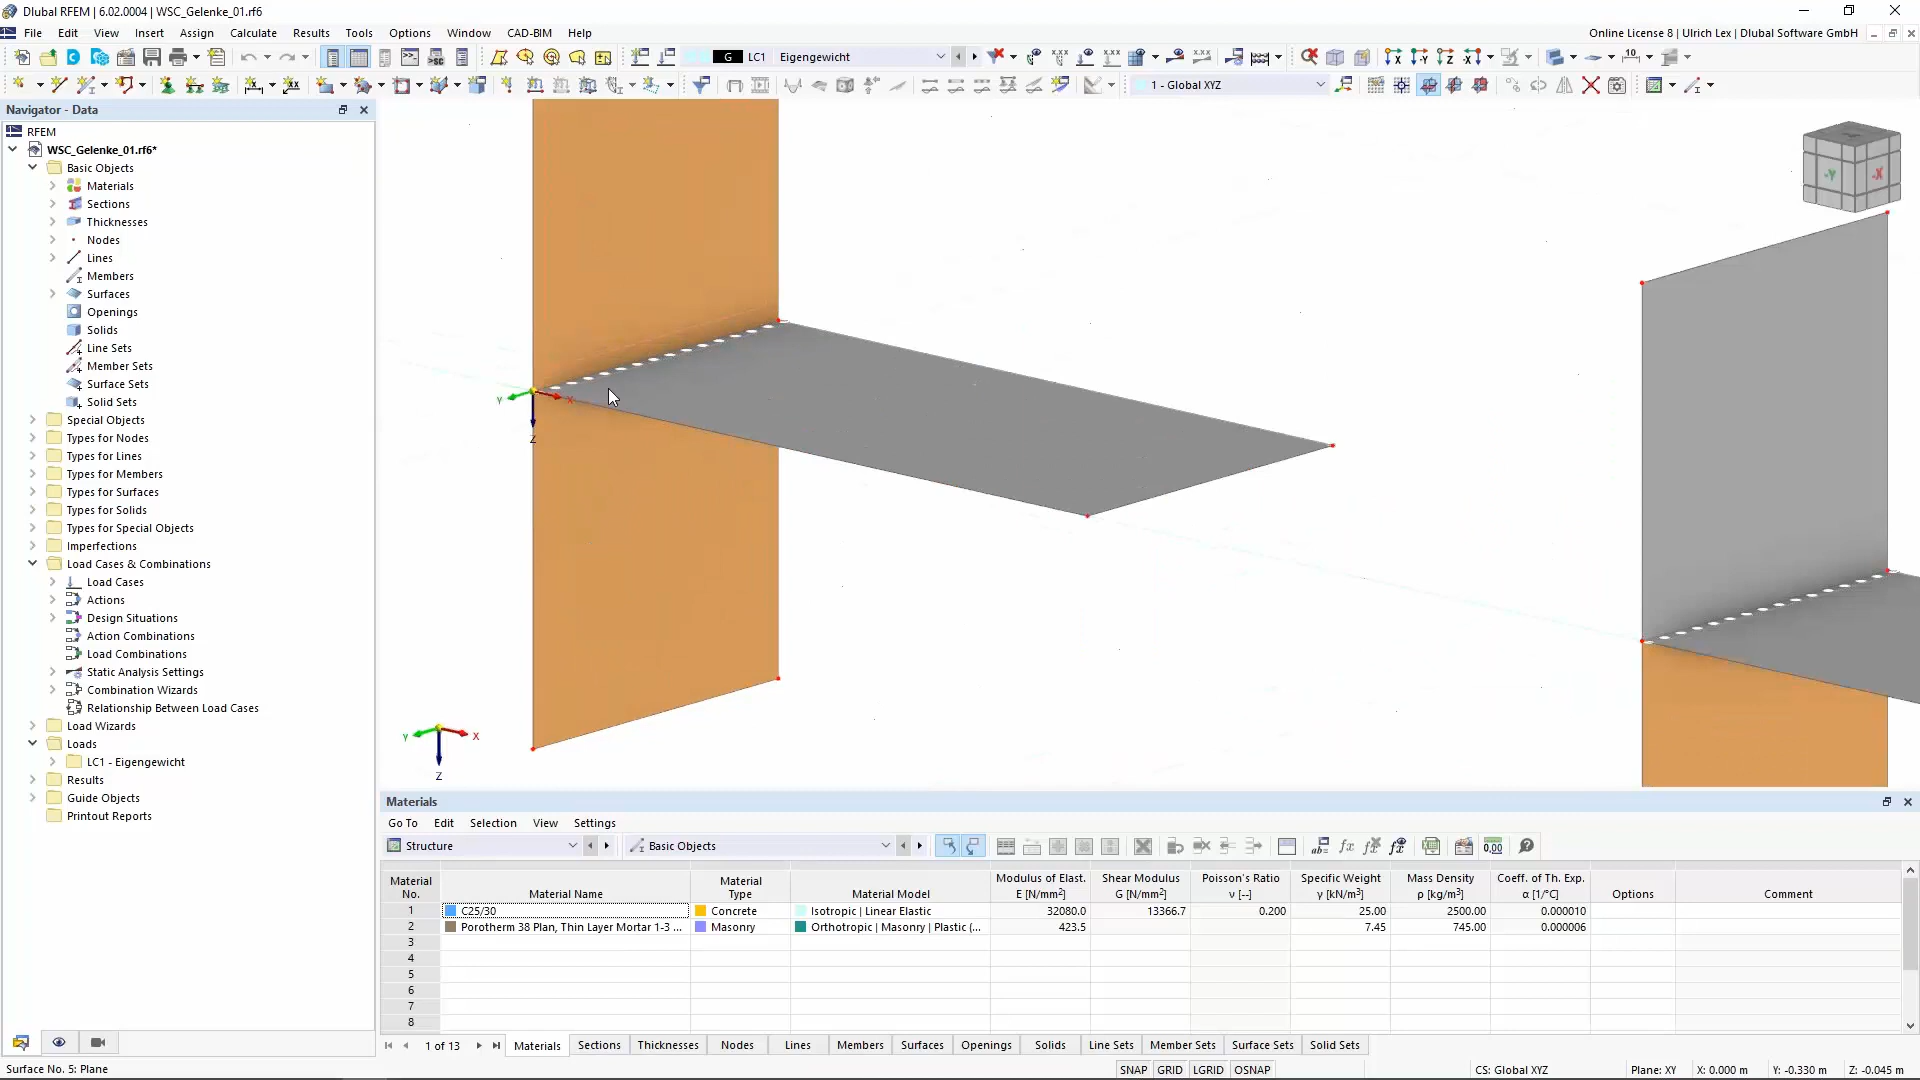 Dlubal RFEM | 6.02.0004 | WSC_Gelenke_01.rf6
File Edit View Insert Assign Calculate Results Tools Options Window CAD-BIM Help
Online License 8 | Ulrich Lex | Dlubal Software GmbH
G LC1 Eigengewicht
1 - Global XYZ
Navigator - Data
RFEM
WSC_Gelenke_01.rf6*
Basic Objects
Materials
Sections
Thicknesses
Nodes
Lines
Members
Surfaces
Openings
Solids
Line Sets
Member Sets
Surface Sets
Solid Sets
Special Objects
Types for Nodes
Types for Lines
Types for Members
Types for Surfaces
Types for Solids
Types for Special Objects
Imperfections
Load Cases & Combinations
Load Cases
Actions
Design Situations
Action Combinations
Load Combinations
Static Analysis Settings
Combination Wizards
Relationship Between Load Cases
Load Wizards
Loads
LC1 - Eigengewicht
Results
Guide Objects
Printout Reports
-Y -X
Y X
Z
Y X
Z
Materials
Go To Edit Selection View Settings
Structure Basic Objects
Material No. Material Name Material Type Material Model Modulus of Elast. E [N/mm²] Shear Modulus G [N/mm²] Poisson's Ratio ν [--] Specific Weight γ [kN/m³] Mass Density ρ [kg/m³] Coeff. of Th. Exp. α [1/°C] Options Comment
1 C25/30 Concrete Isotropic | Linear Elastic 32080.0 13366.7 0.200 25.00 2500.00 0.000010
2 Porotherm 38 Plan, Thin Layer Mortar 1-3 ... Masonry Orthotropic | Masonry | Plastic (... 423.5 7.45 745.00 0.000006
3
4
5
6
7
8
1 of 13 Materials Sections Thicknesses Nodes Lines Members Surfaces Openings Solids Line Sets Member Sets Surface Sets Solid Sets
Surface No. 5: Plane SNAP GRID LGRID OSNAP CS: Global XYZ Plane: XY X: 0.000 m Y: -0.330 m Z: -0.045 m